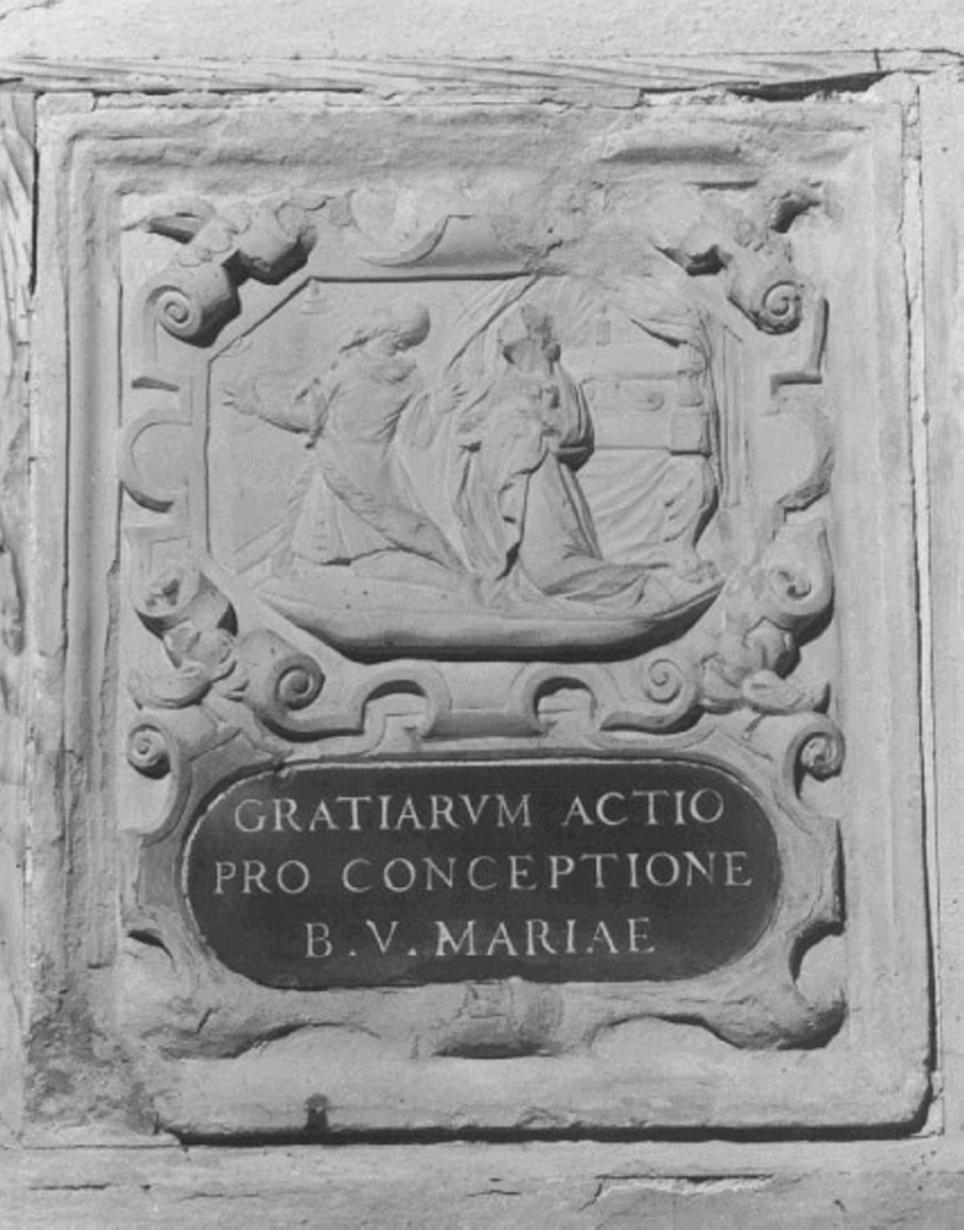 GRATIARVM ACTIO
PRO CONCEPTIONE
B.V.MARIAE